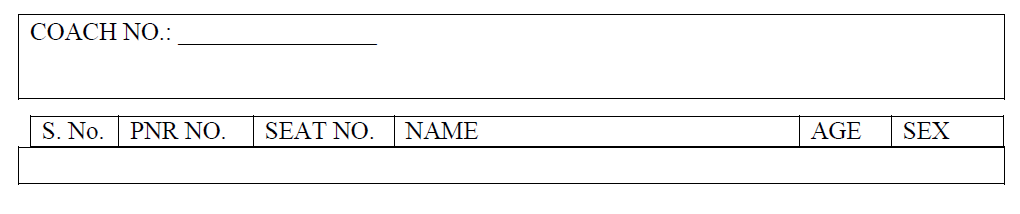 COACH NO.: ________________
S. No. PNR NO. SEAT NO. NAME AGE SEX